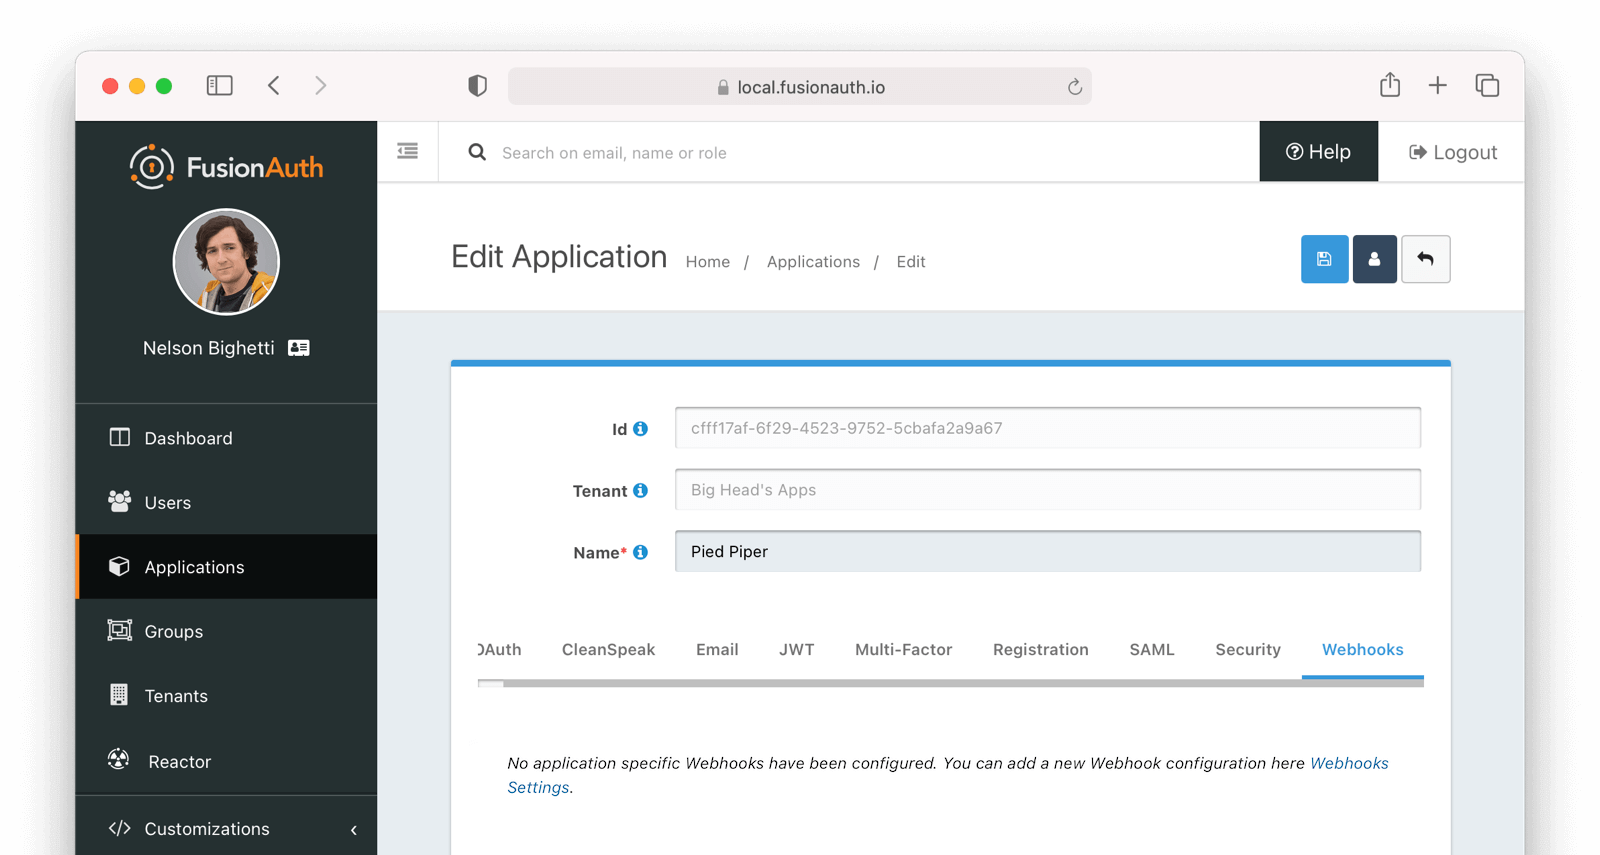 local.fusionauth.io
FusionAuth
Search on email, name or role
Help
Logout
Nelson Bighetti
Edit Application
Home / Applications / Edit
Dashboard
Users
Applications
Groups
Tenants
Reactor
Customizations
Id
cfff17af-6f29-4523-9752-5cbafa2a9a67
Tenant
Big Head's Apps
Name*
Pied Piper
OAuth CleanSpeak Email JWT Multi-Factor Registration SAML Security Webhooks
No application specific Webhooks have been configured. You can add a new Webhook configuration here Webhooks
Settings.